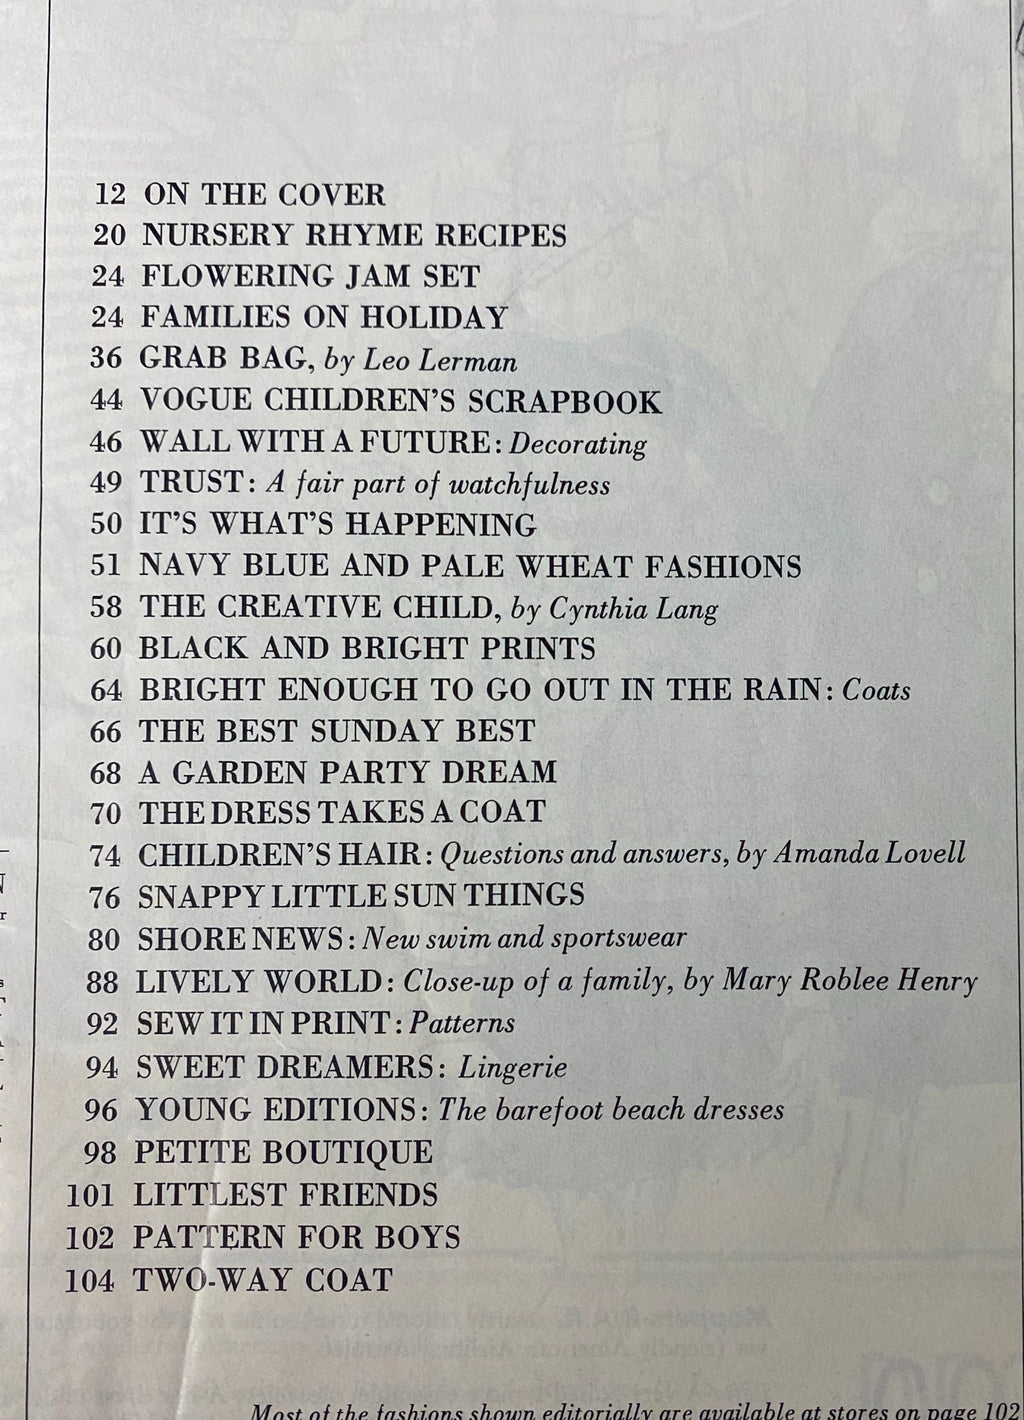 12 ON THE COVER
20 NURSERY RHYME RECIPES
24 FLOWERING JAM SET
24 FAMILIES ON HOLIDAY
36 GRAB BAG, by Leo Lerman
44 VOGUE CHILDREN'S SCRAPBOOK
46 WALL WITH A FUTURE: Decorating
49 TRUST: A fair part of watchfulness
50 IT'S WHAT'S HAPPENING
51 NAVY BLUE AND PALE WHEAT FASHIONS
58 THE CREATIVE CHILD, by Cynthia Lang
60 BLACK AND BRIGHT PRINTS
64 BRIGHT ENOUGH TO GO OUT IN THE RAIN: Coats
66 THE BEST SUNDAY BEST
68 A GARDEN PARTY DREAM
70 THE DRESS TAKES A COAT
74 CHILDREN'S HAIR: Questions and answers, by Amanda Lovell
76 SNAPPY LITTLE SUN THINGS
80 SHORE NEWS: New swim and sportswear
88 LIVELY WORLD: Close-up of a family, by Mary Roblee Henry
92 SEW IT IN PRINT: Patterns
94 SWEET DREAMERS: Lingerie
96 YOUNG EDITIONS: The barefoot beach dresses
98 PETITE BOUTIQUE
101 LITTLEST FRIENDS
102 PATTERN FOR BOYS
104 TWO-WAY COAT
Most of the fashions shown editorially are available at stores on page 102